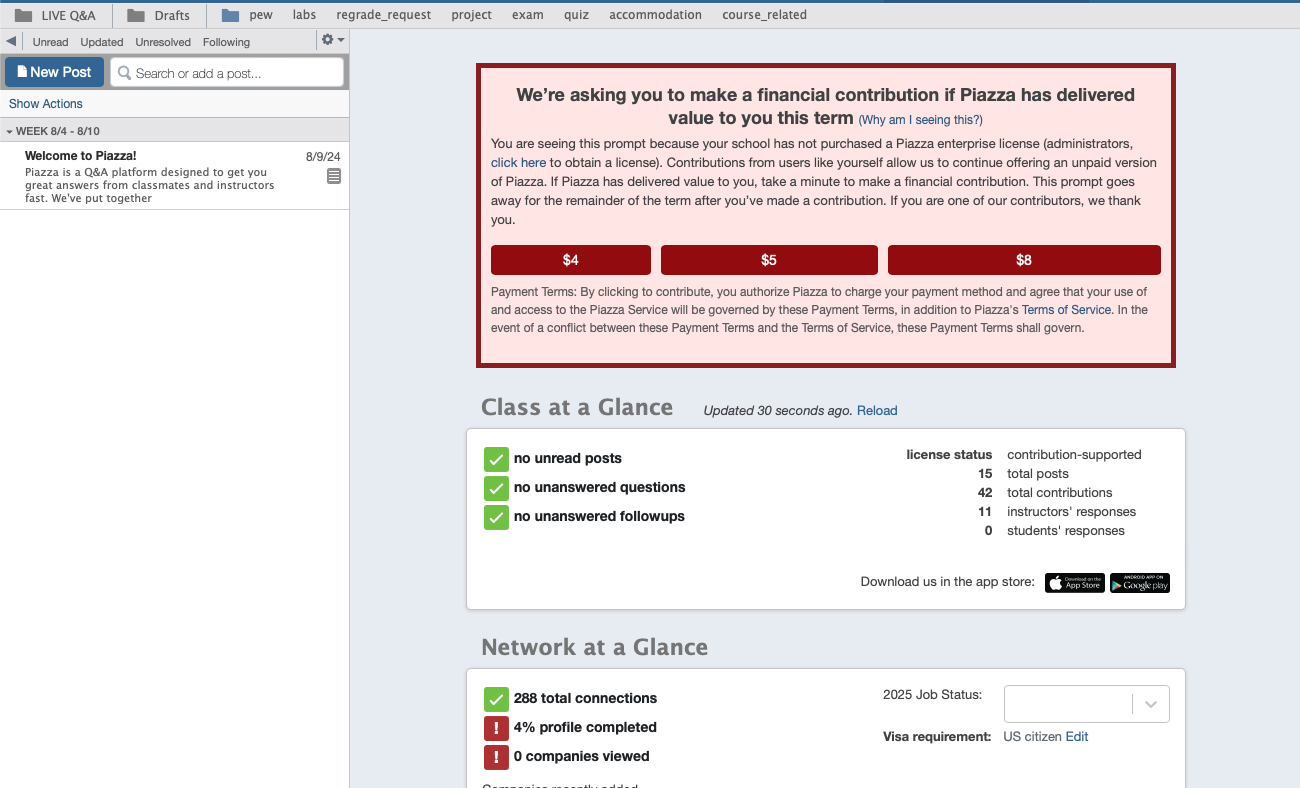 LIVE Q&A Drafts pew labs regrade_request project exam quiz accommodation course_related
Unread Updated Unresolved Following
New Post Search or add a post...
Show Actions
WEEK 8/4 - 8/10
Welcome to Piazza! 8/9/24
Piazza is a Q&A platform designed to get you
great answers from classmates and instructors
fast. We've put together
We’re asking you to make a financial contribution if Piazza has delivered
value to you this term (Why am I seeing this?)
You are seeing this prompt because your school has not purchased a Piazza enterprise license (administrators,
click here to obtain a license). Contributions from users like yourself allow us to continue offering an unpaid version
of Piazza. If Piazza has delivered value to you, take a minute to make a financial contribution. This prompt goes
away for the remainder of the term after you’ve made a contribution. If you are one of our contributors, we thank
you.
$4 $5 $8
Payment Terms: By clicking to contribute, you authorize Piazza to charge your payment method and agree that your use of
and access to the Piazza Service will be governed by these Payment Terms, in addition to Piazza's Terms of Service. In the
event of a conflict between these Payment Terms and the Terms of Service, these Payment Terms shall govern.
Class at a Glance Updated 30 seconds ago. Reload
no unread posts
no unanswered questions
no unanswered followups
license status contribution-supported
15 total posts
42 total contributions
11 instructors' responses
0 students' responses
Download us in the app store: Download on the App Store ANDROID APP ON Google play
Network at a Glance
288 total connections
4% profile completed
0 companies viewed
2025 Job Status:
Visa requirement: US citizen Edit
Companies recently added